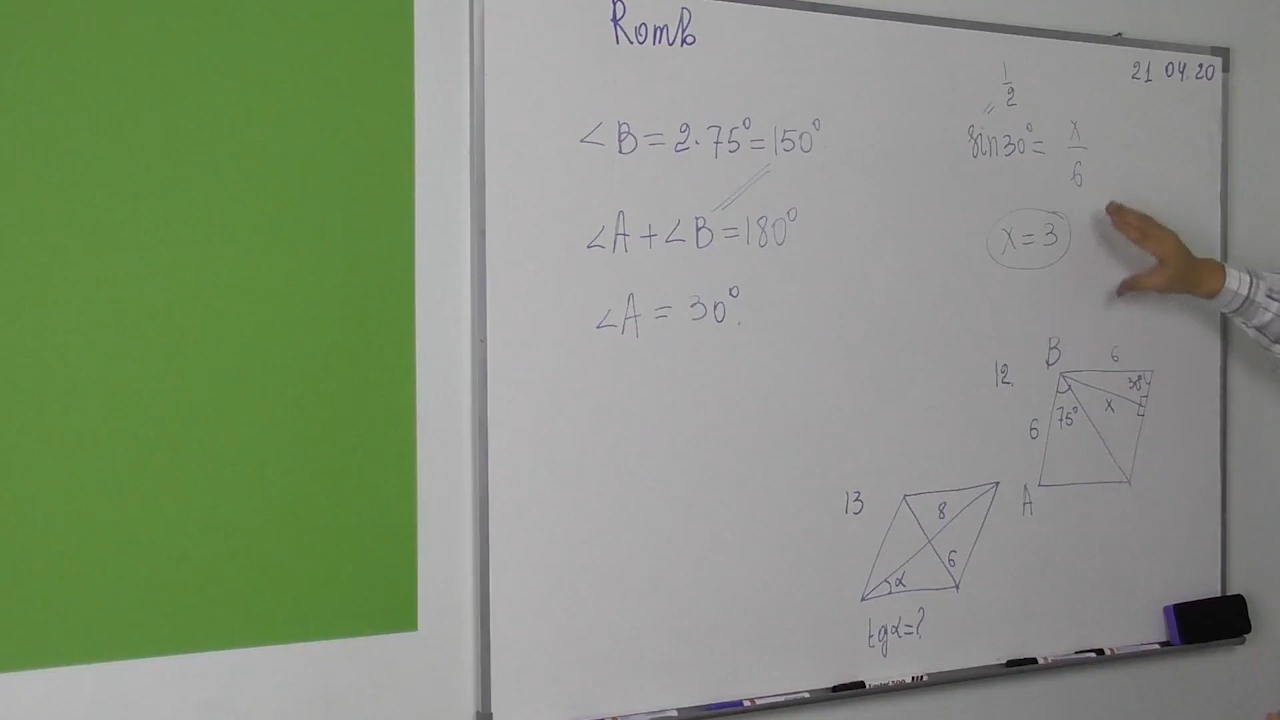 Romb
21 04.20
∠B = 2·75° = 150°
∠A + ∠B = 180°
∠A = 30°.
1/2
sin30° = x/6
x = 3
12.
B
6
30°
x
75°
6
A
13
8
6
α
tgα = ?